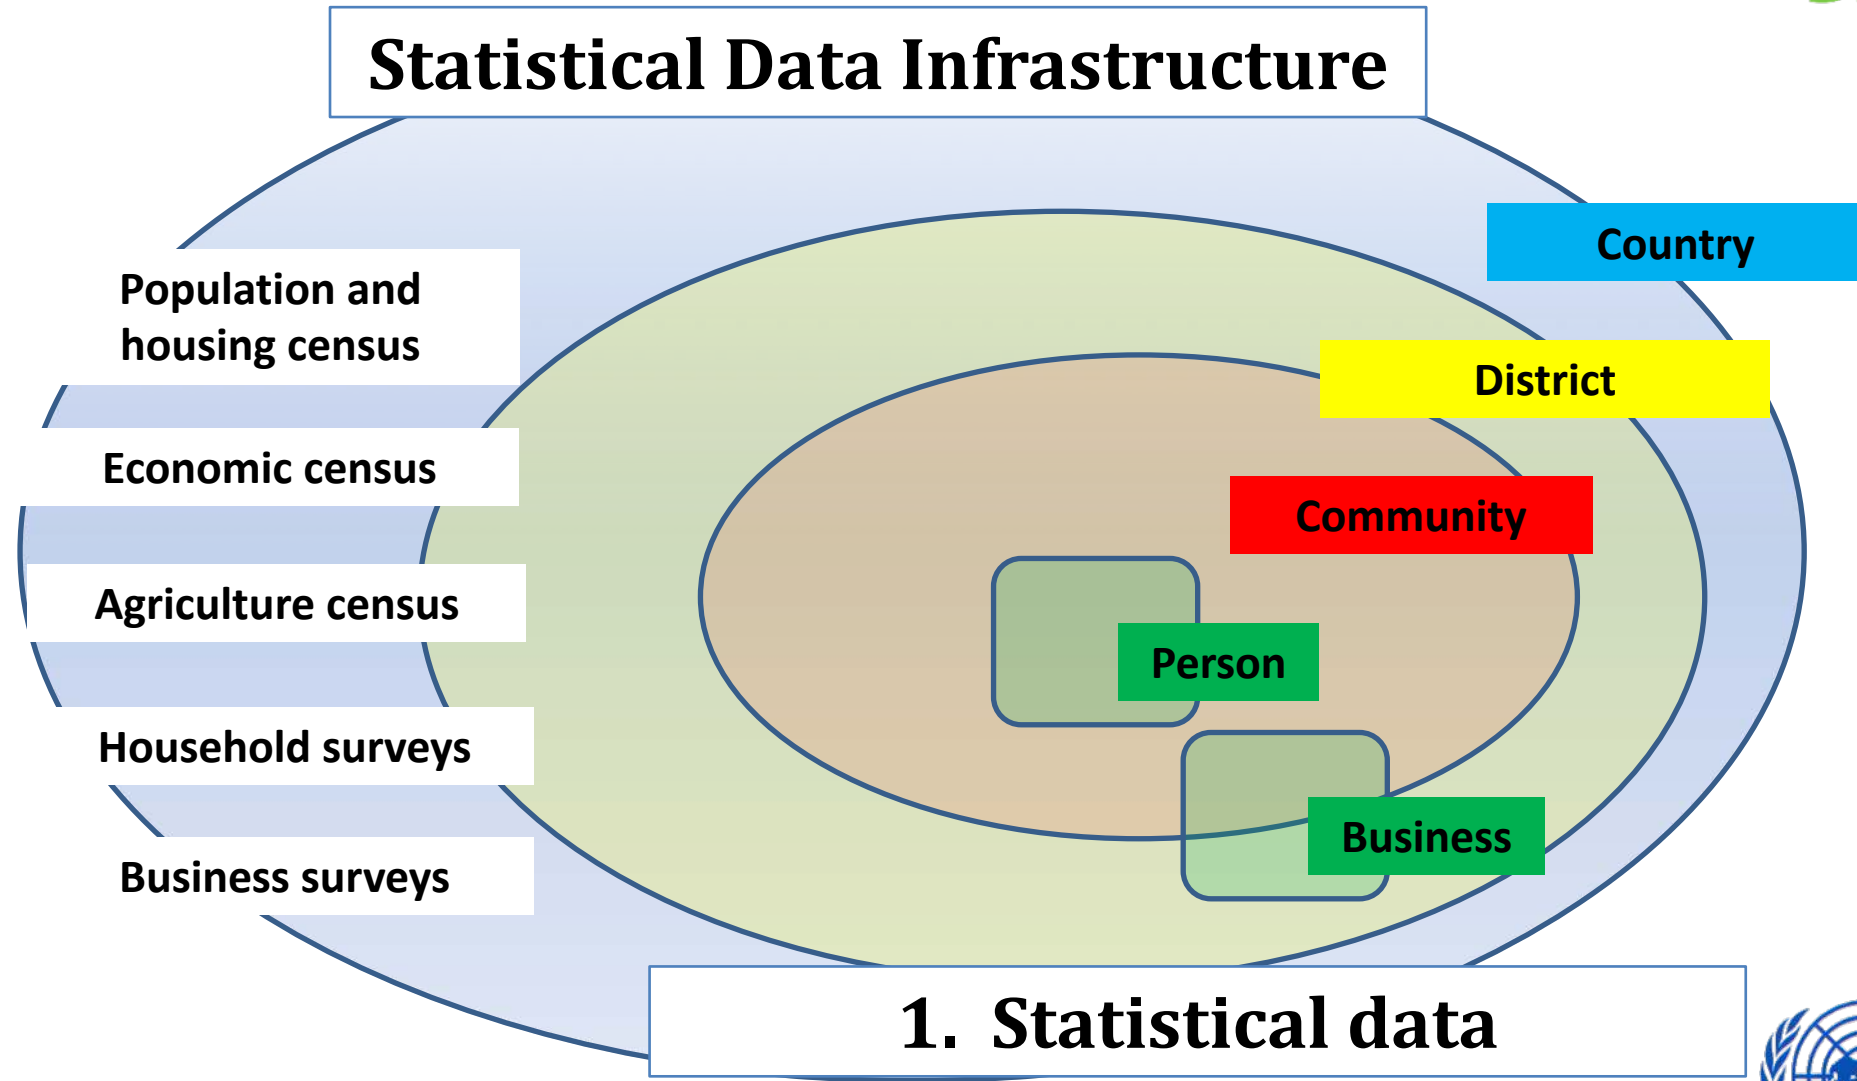 Statistical Data Infrastructure
Country
Population and
housing census
District
Economic census
Community
Agriculture census
Person
Household surveys
Business
Business surveys
1. Statistical data